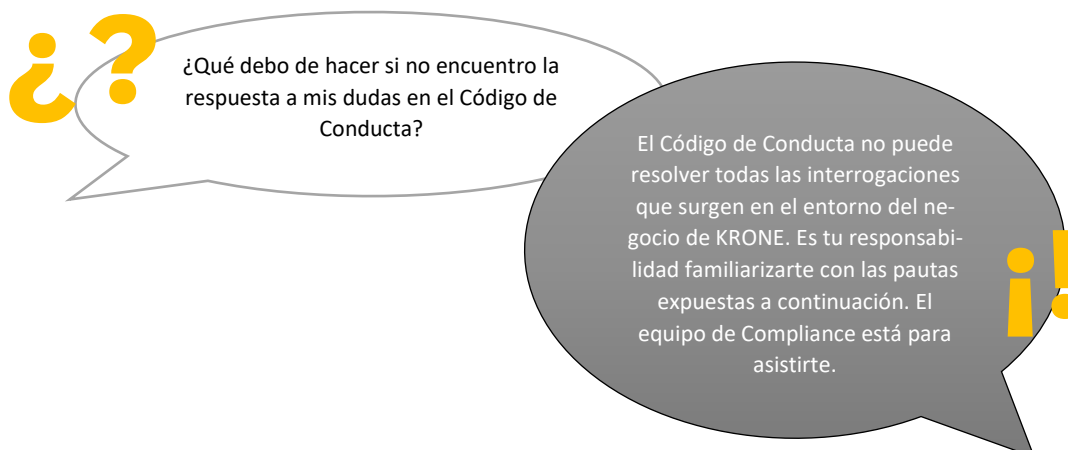 ¿?
¿Qué debo de hacer si no encuentro la
respuesta a mis dudas en el Código de
Conducta?
El Código de Conducta no puede
resolver todas las interrogaciones
que surgen en el entorno del ne-
gocio de KRONE. Es tu responsabi-
lidad familiarizarte con las pautas
expuestas a continuación. El
equipo de Compliance está para
asistirte.
¡!